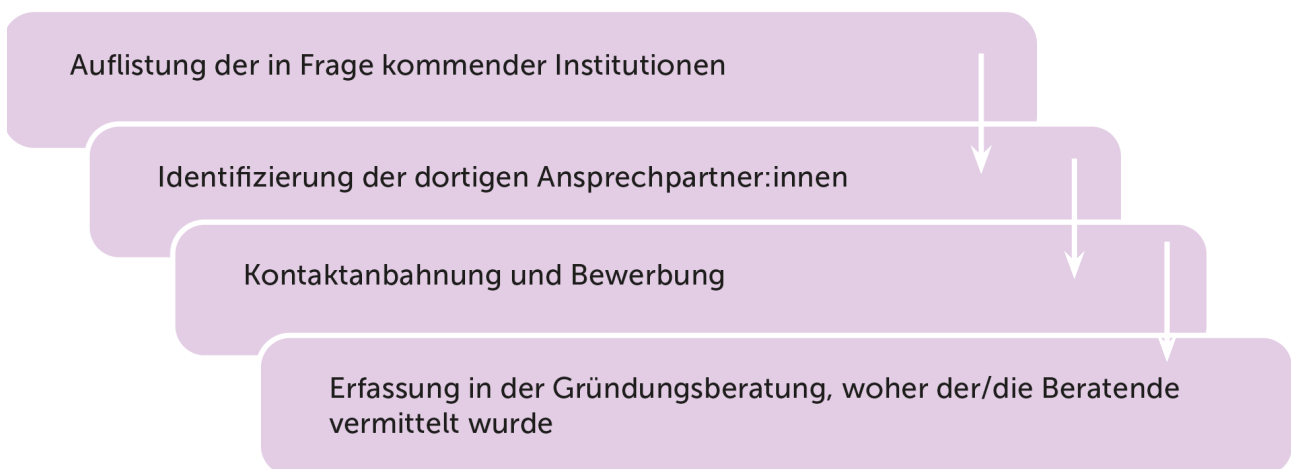 Auflistung der in Frage kommender Institutionen
Identifizierung der dortigen Ansprechpartner:innen
Kontaktanbahnung und Bewerbung
Erfassung in der Gründungsberatung, woher der/die Beratende
vermittelt wurde